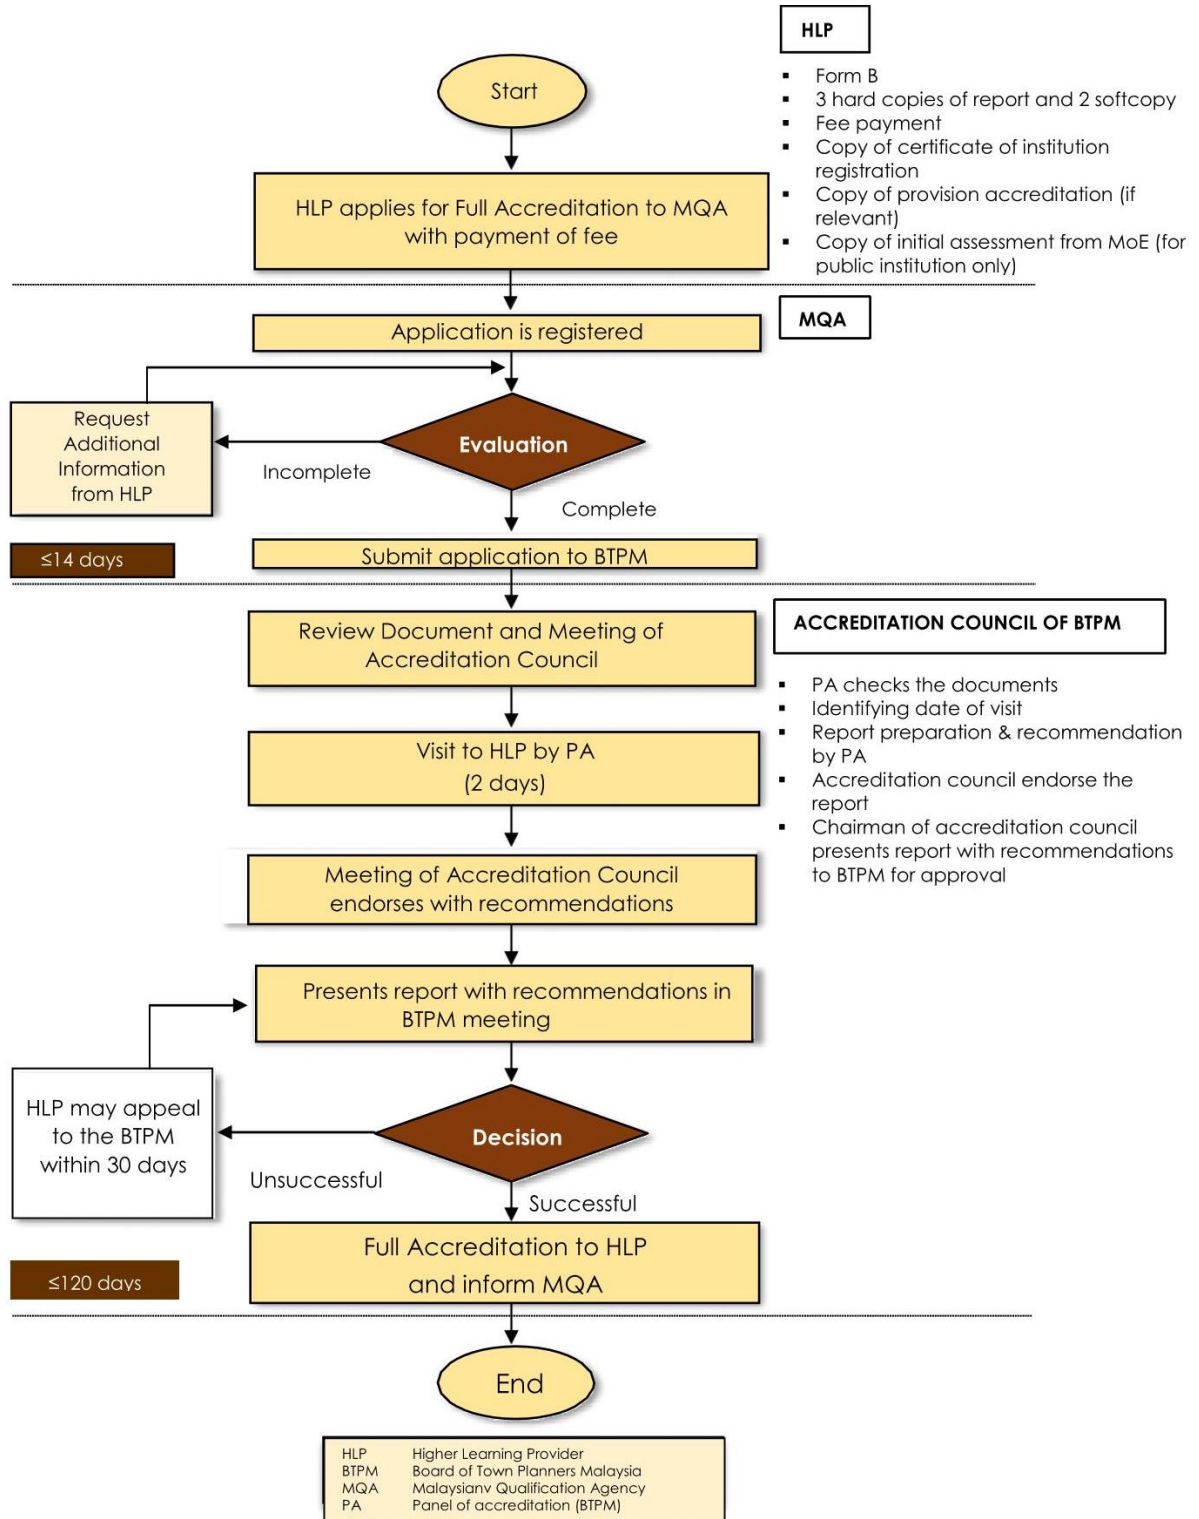 HLP
▪ Form B
▪ 3 hard copies of report and 2 softcopy
▪ Fee payment
▪ Copy of certificate of institution
registration
▪ Copy of provision accreditation (if
relevant)
▪ Copy of initial assessment from MoE (for
public institution only)
Start
HLP applies for Full Accreditation to MQA
with payment of fee
MQA
Application is registered
Evaluation
Incomplete
Request
Additional
Information
from HLP
Complete
≤14 days
Submit application to BTPM
ACCREDITATION COUNCIL OF BTPM
▪ PA checks the documents
▪ Identifying date of visit
▪ Report preparation & recommendation
by PA
▪ Accreditation council endorse the
report
▪ Chairman of accreditation council
presents report with recommendations
to BTPM for approval
Review Document and Meeting of
Accreditation Council
Visit to HLP by PA
(2 days)
Meeting of Accreditation Council
endorses with recommendations
Presents report with recommendations in
BTPM meeting
Decision
Unsuccessful
HLP may appeal
to the BTPM
within 30 days
Successful
Full Accreditation to HLP
and inform MQA
≤120 days
End
HLP Higher Learning Provider
BTPM Board of Town Planners Malaysia
MQA Malaysianv Qualification Agency
PA Panel of accreditation (BTPM)